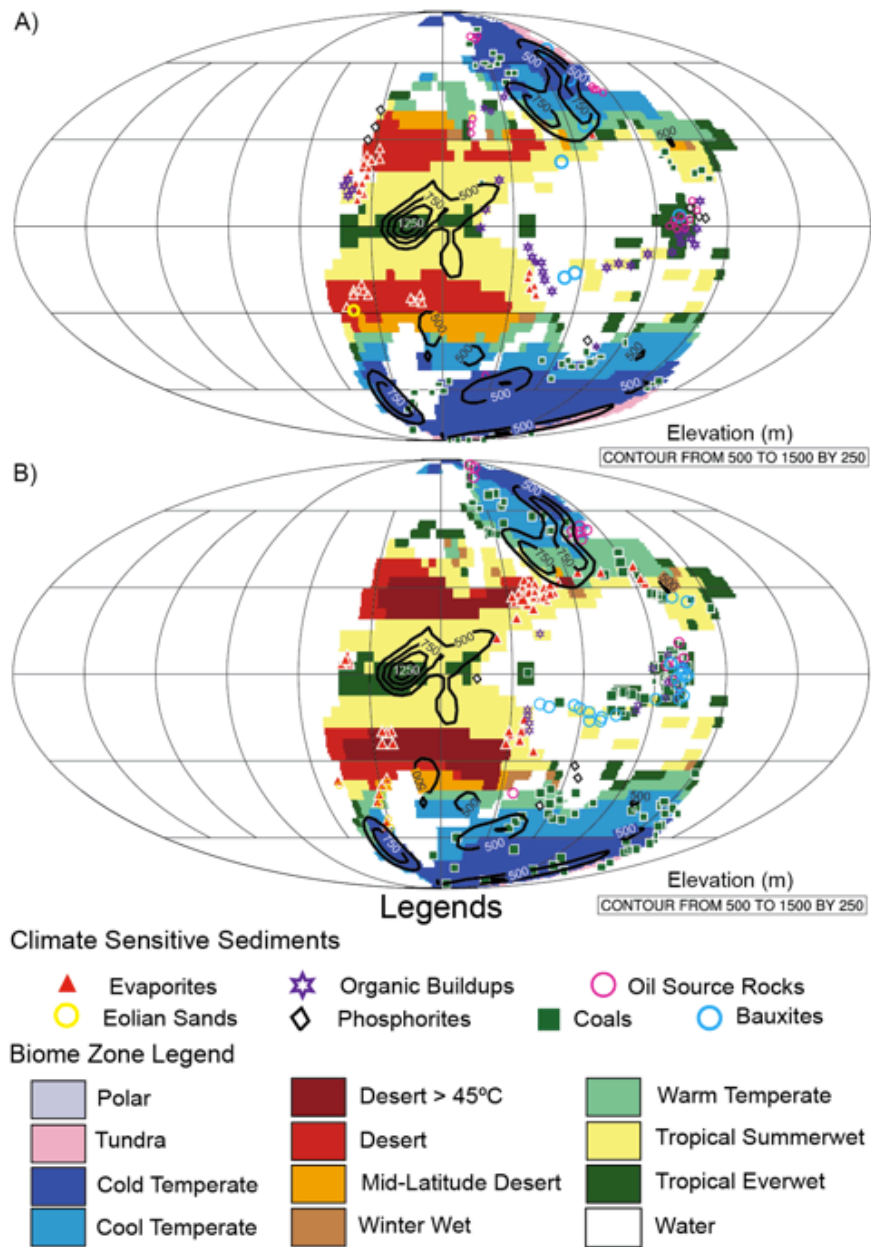 A)
500
750
750
500
750
500
1250
500
500
500
750
500
500
500
Elevation (m)
CONTOUR FROM 500 TO 1500 BY 250
B)
500
750
750
500
750
500
1250
500
500
750
500
500
500
Elevation (m)
CONTOUR FROM 500 TO 1500 BY 250
Legends
Climate Sensitive Sediments
Evaporites Organic Buildups Oil Source Rocks
Eolian Sands Phosphorites Coals Bauxites
Biome Zone Legend
Polar Desert > 45ºC Warm Temperate
Tundra Desert Tropical Summerwet
Cold Temperate Mid-Latitude Desert Tropical Everwet
Cool Temperate Winter Wet Water